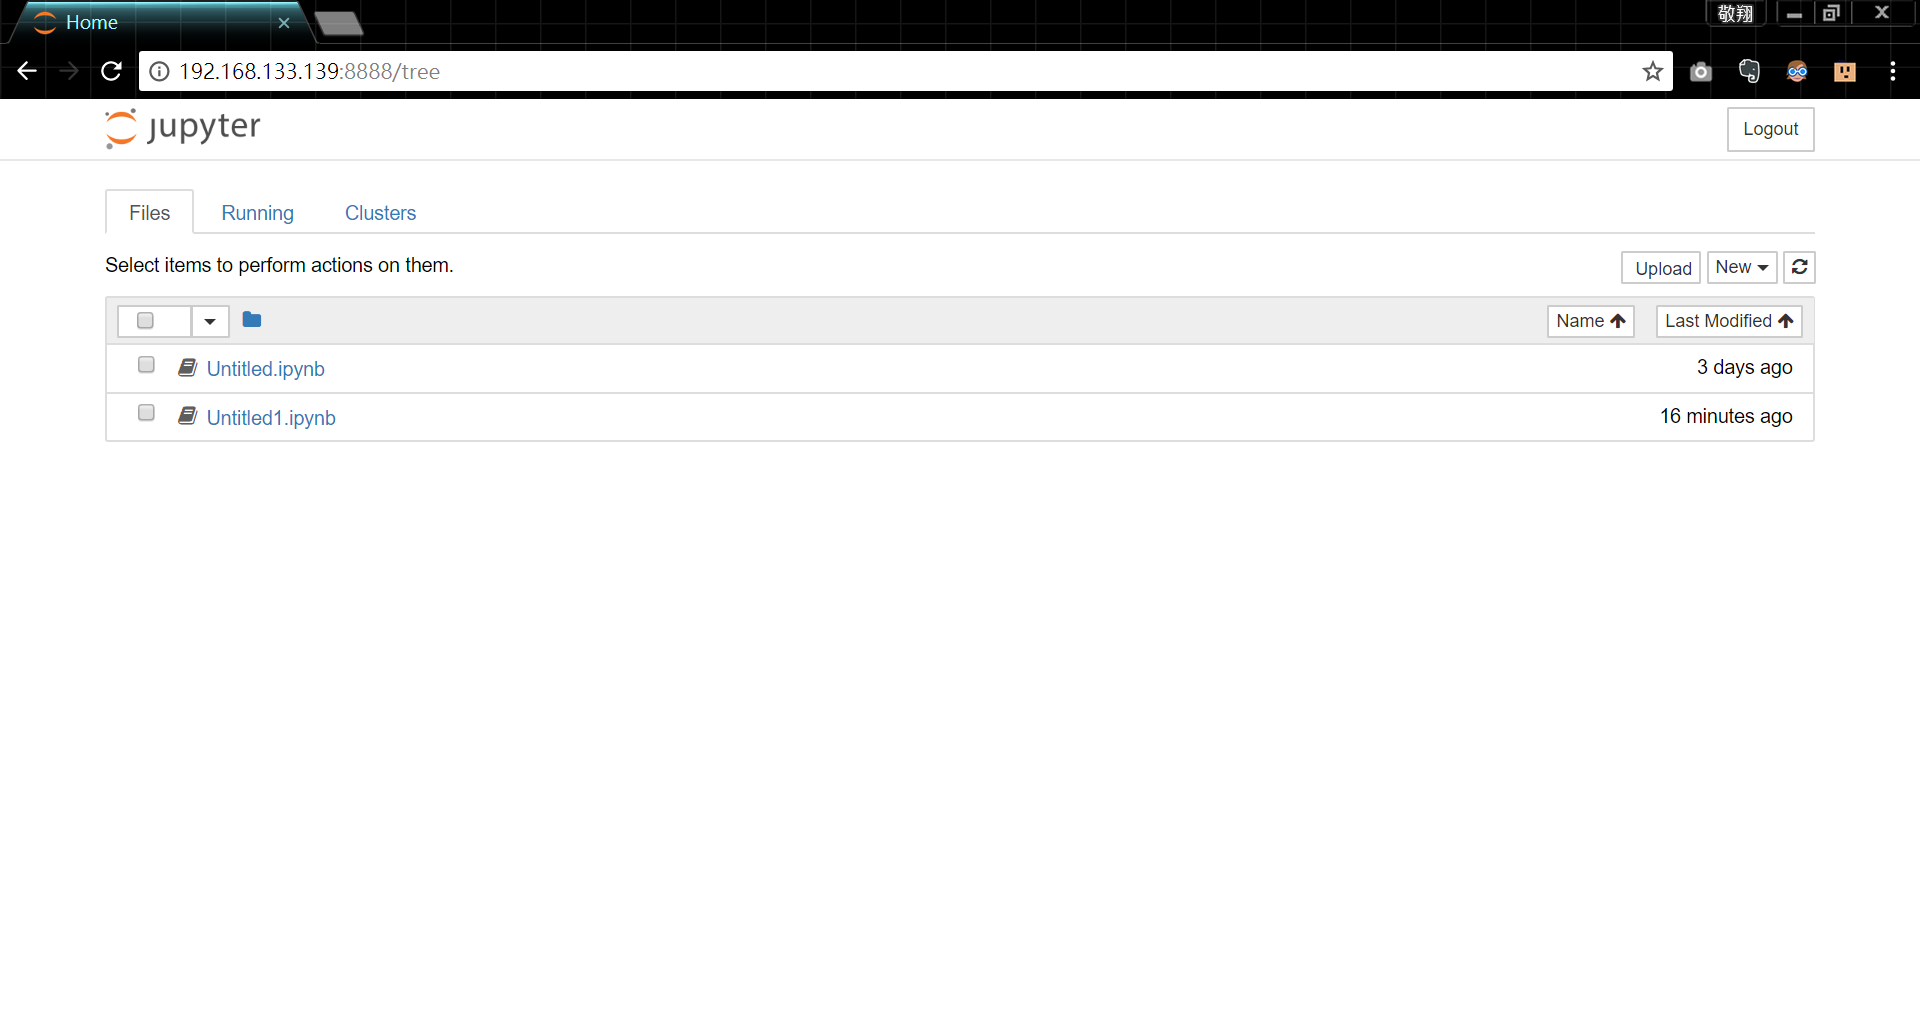 Home
敬翔
192.168.133.139:8888/tree
jupyter
Logout
Files Running Clusters
Select items to perform actions on them.
Upload New
Name Last Modified
Untitled.ipynb 3 days ago
Untitled1.ipynb 16 minutes ago